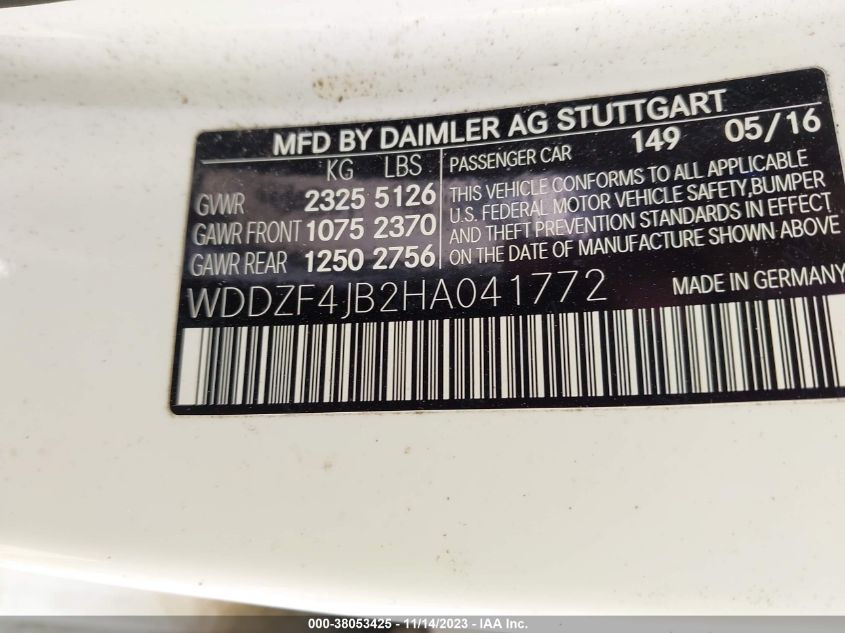 MFD BY DAIMLER AG STUTTGART
KG LBS
GVWR 2325 5126
GAWR FRONT 1075 2370
GAWR REAR 1250 2756
PASSENGER CAR 149 05/16
THIS VEHICLE CONFORMS TO ALL APPLICABLE
U.S. FEDERAL MOTOR VEHICLE SAFETY,BUMPER
AND THEFT PREVENTION STANDARDS IN EFFECT
ON THE DATE OF MANUFACTURE SHOWN ABOVE
WDDZF4JB2HA041772 MADE IN GERMANY
000-38053425 - 11/14/2023 - IAA Inc.